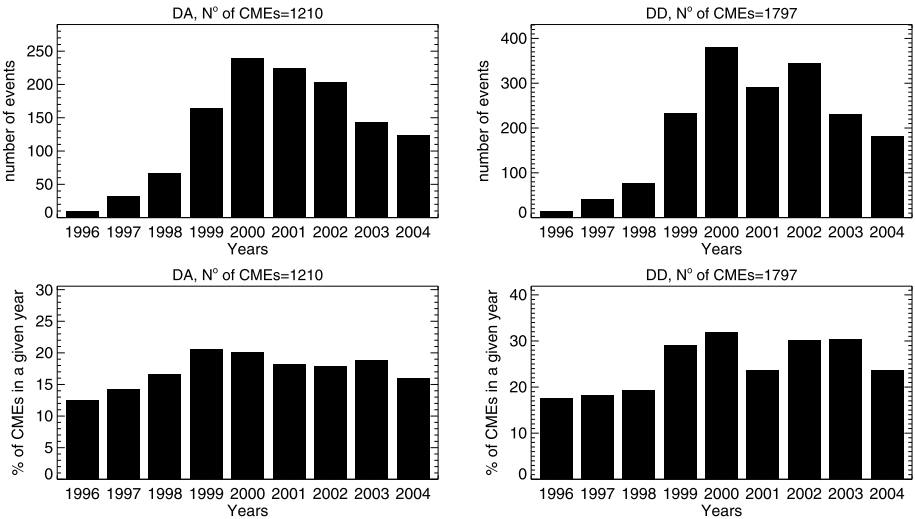 DA, Nº of CMEs=1210
number of events
250
200
150
100
50
0
1996 1997 1998 1999 2000 2001 2002 2003 2004
Years
DD, Nº of CMEs=1797
number of events
400
300
200
100
0
1996 1997 1998 1999 2000 2001 2002 2003 2004
Years
DA, Nº of CMEs=1210
% of CMEs in a given year
30
25
20
15
10
5
0
1996 1997 1998 1999 2000 2001 2002 2003 2004
Years
DD, Nº of CMEs=1797
% of CMEs in a given year
40
30
20
10
0
1996 1997 1998 1999 2000 2001 2002 2003 2004
Years